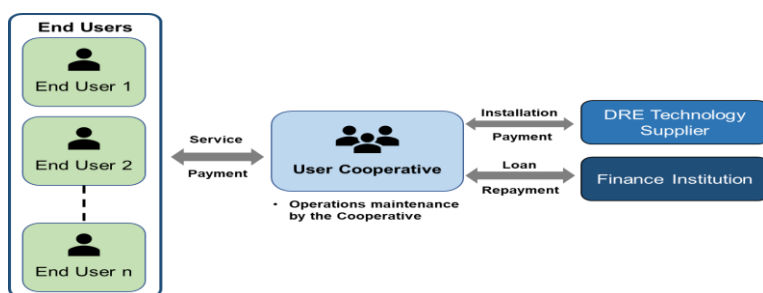 End Users
End User 1
End User 2
End User n
Service
Payment
User Cooperative
• Operations maintenance
by the Cooperative
Installation
Payment
Loan
Repayment
DRE Technology
Supplier
Finance Institution